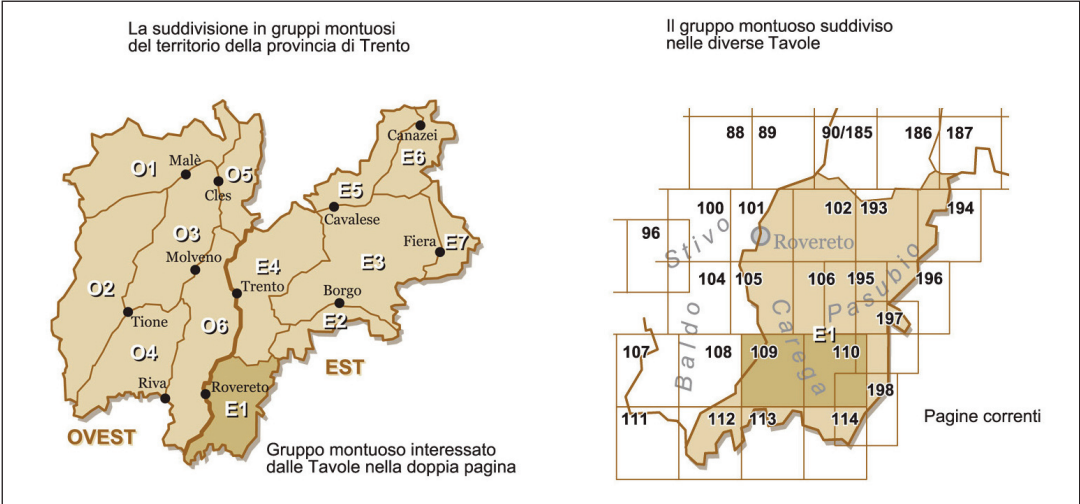 La suddivisione in gruppi montuosi
del territorio della provincia di Trento
Canazei
E6
O1
Malè
O5
Cles
E5
Cavalese
O3
Molveno
Fiera
E7
E4
E3
O2
Trento
Borgo
E2
Tione
O6
O4
EST
Riva
Rovereto
E1
OVEST
Gruppo montuoso interessato
dalle Tavole nella doppia pagina
Il gruppo montuoso suddiviso
nelle diverse Tavole
88 89 90/185 186 187
100 101 102 193 194
96
Stivo
Rovereto
104 105 106 195 196
Pasubio
197
Baldo
Carega
E1
107 108 109 110
198
111 112 113 114
Pagine correnti